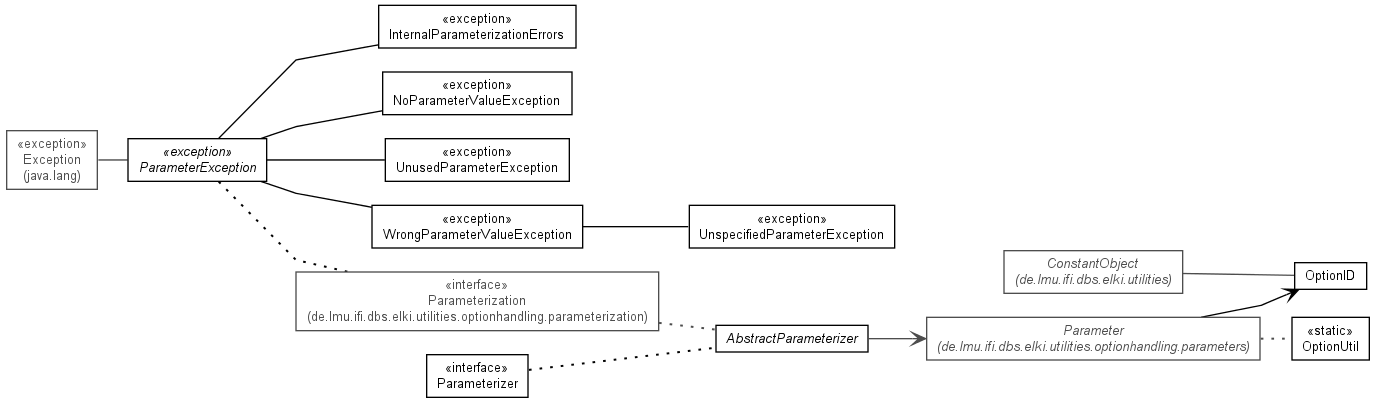 «exception»
InternalParameterizationErrors
«exception»
NoParameterValueException
«exception»
Exception
(java.lang)
«exception»
ParameterException
«exception»
UnusedParameterException
«exception»
WrongParameterValueException
«exception»
UnspecifiedParameterException
«interface»
Parameterization
(de.lmu.ifi.dbs.elki.utilities.optionhandling.parameterization)
ConstantObject
(de.lmu.ifi.dbs.elki.utilities)
OptionID
«interface»
Parameterizer
AbstractParameterizer
Parameter
(de.lmu.ifi.dbs.elki.utilities.optionhandling.parameters)
«static»
OptionUtil